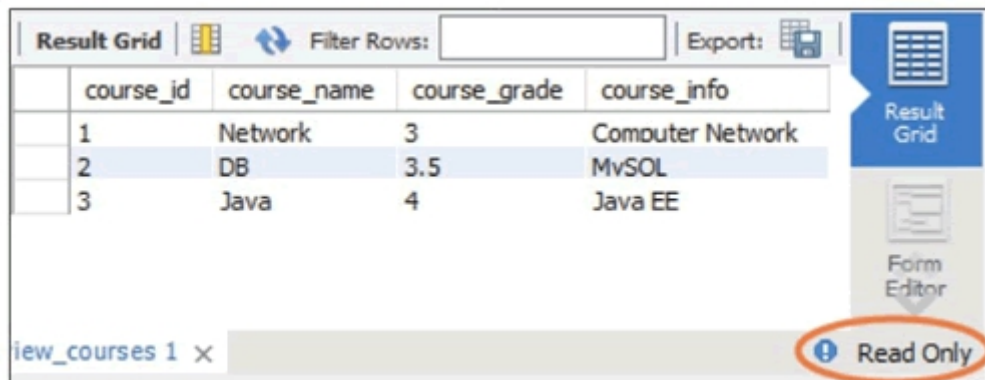 Result Grid Filter Rows: Export:
course_id course_name course_grade course_info
1 Network 3 Computer Network
2 DB 3.5 MySQL
3 Java 4 Java EE
Result
Grid
Form
Editor
iew_courses 1 × Read Only